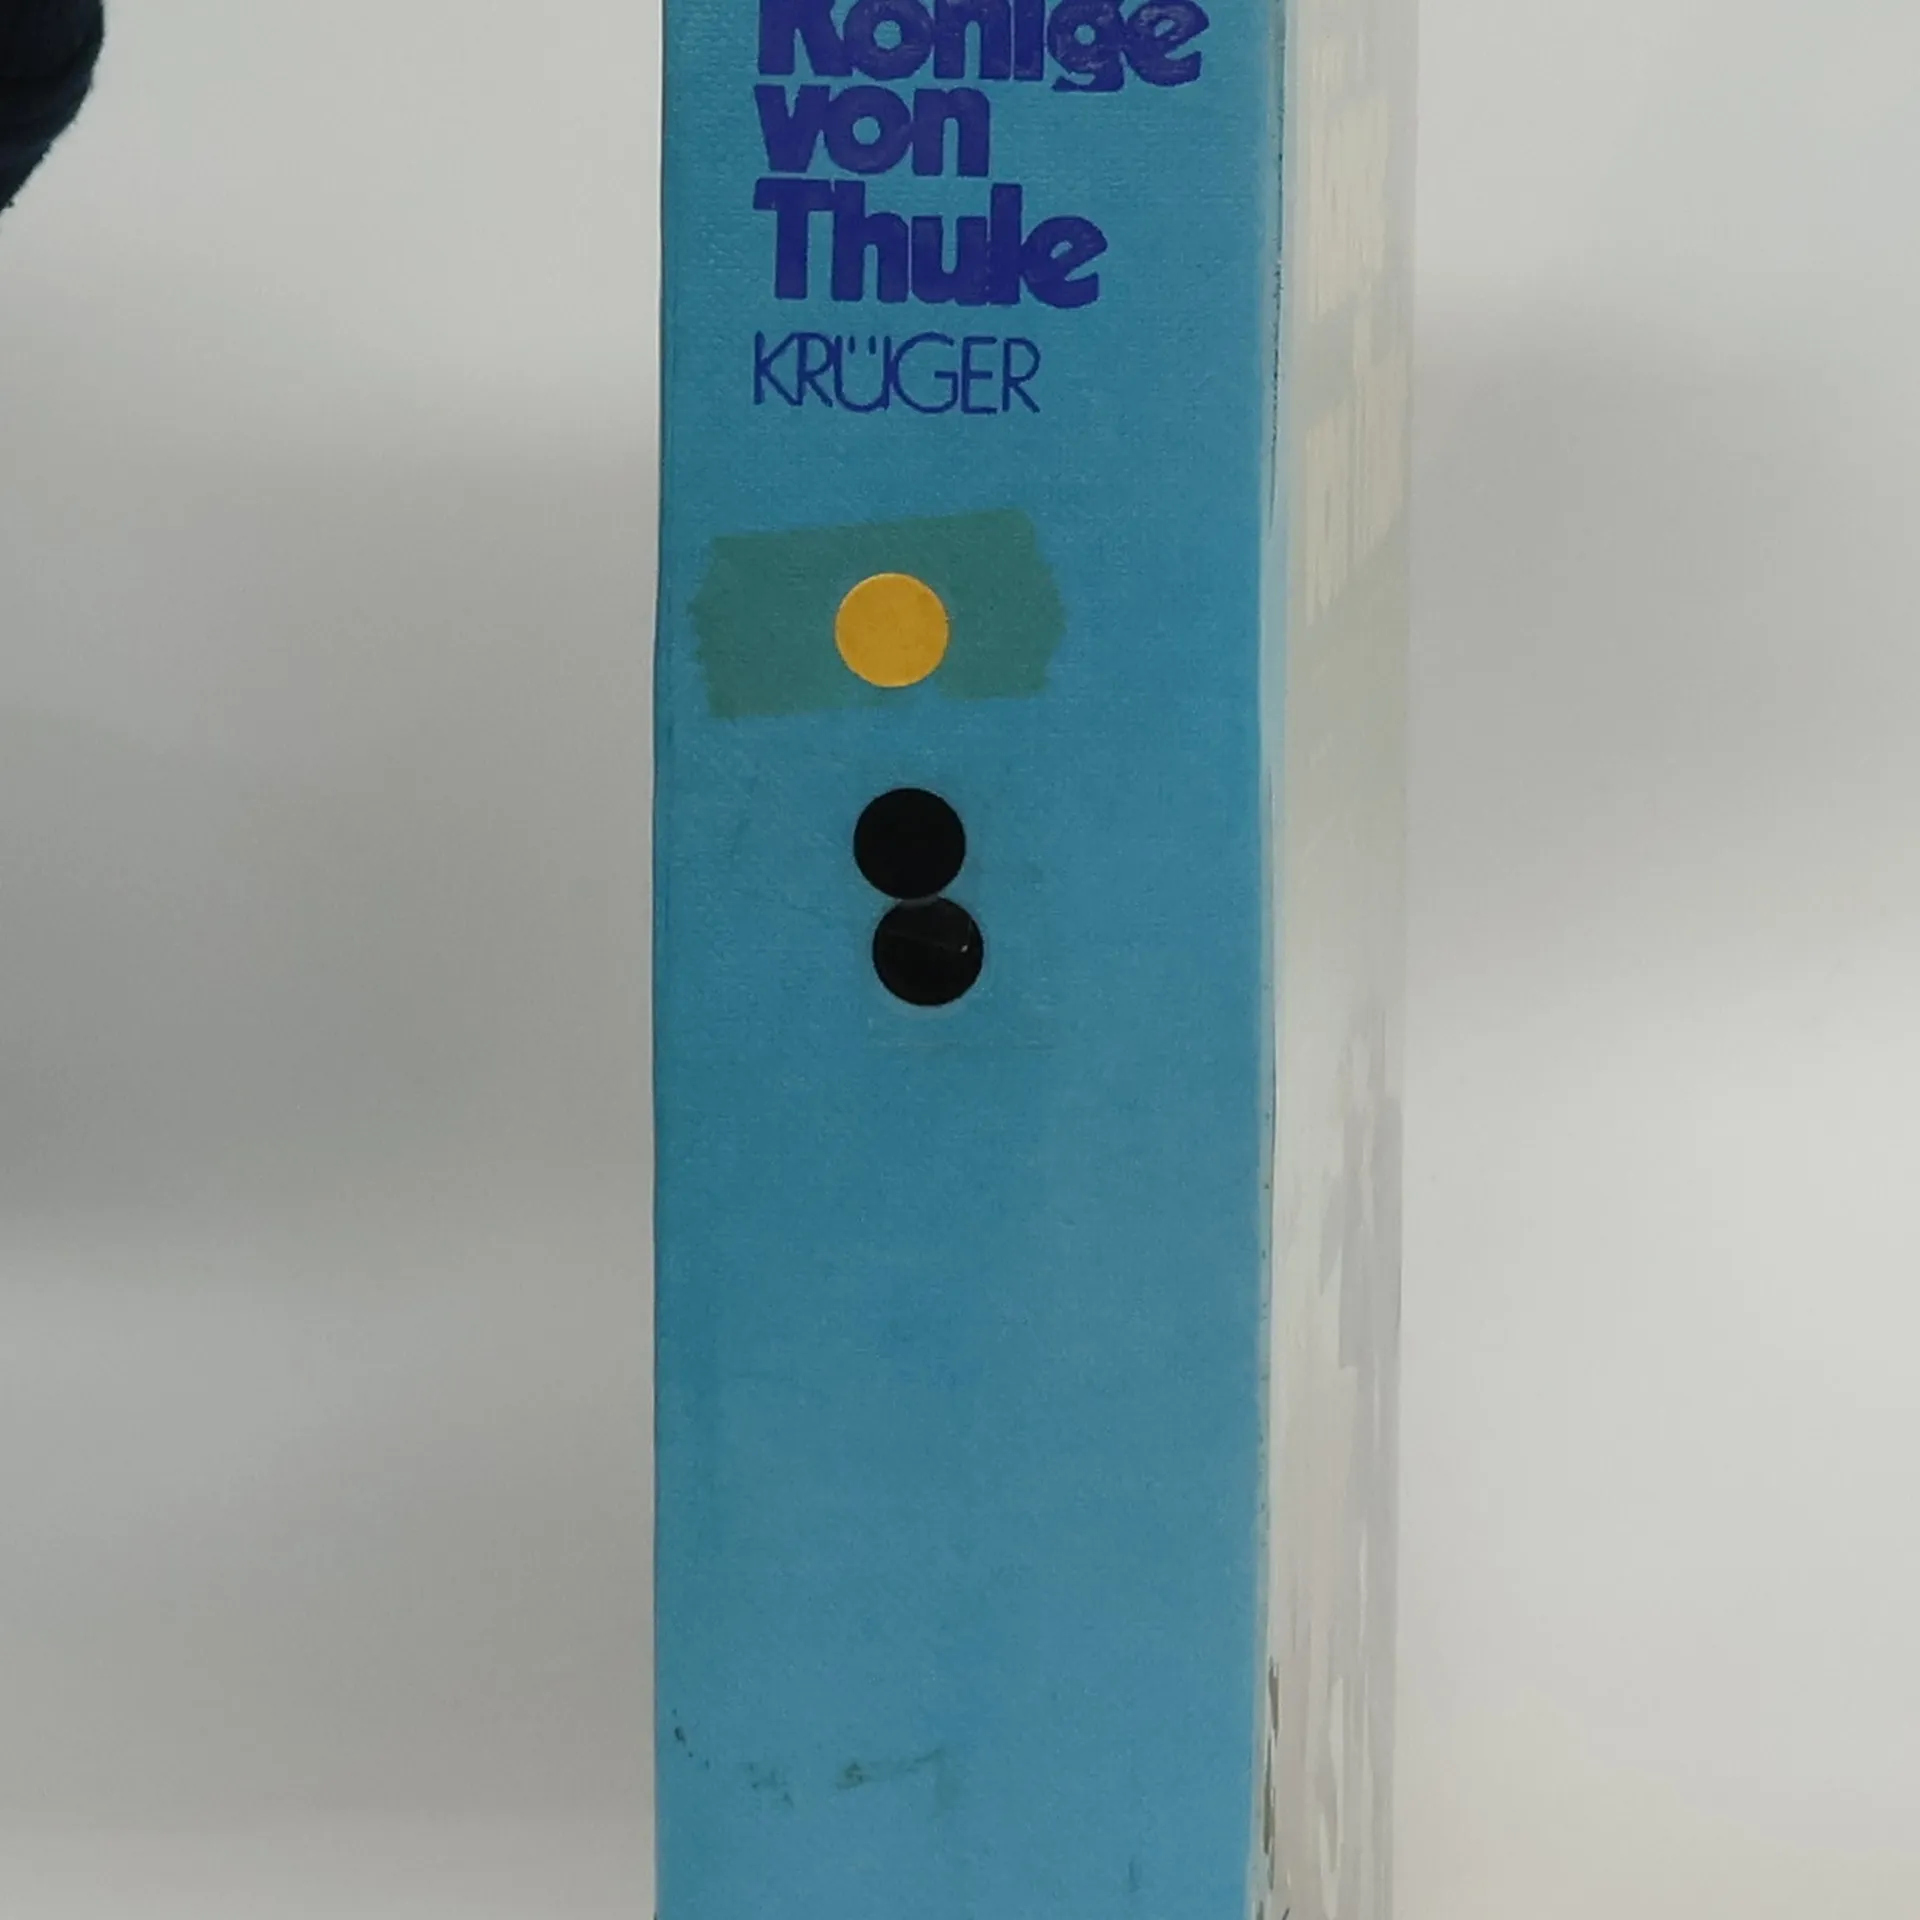 Könige
von
Thule
KRÜGER